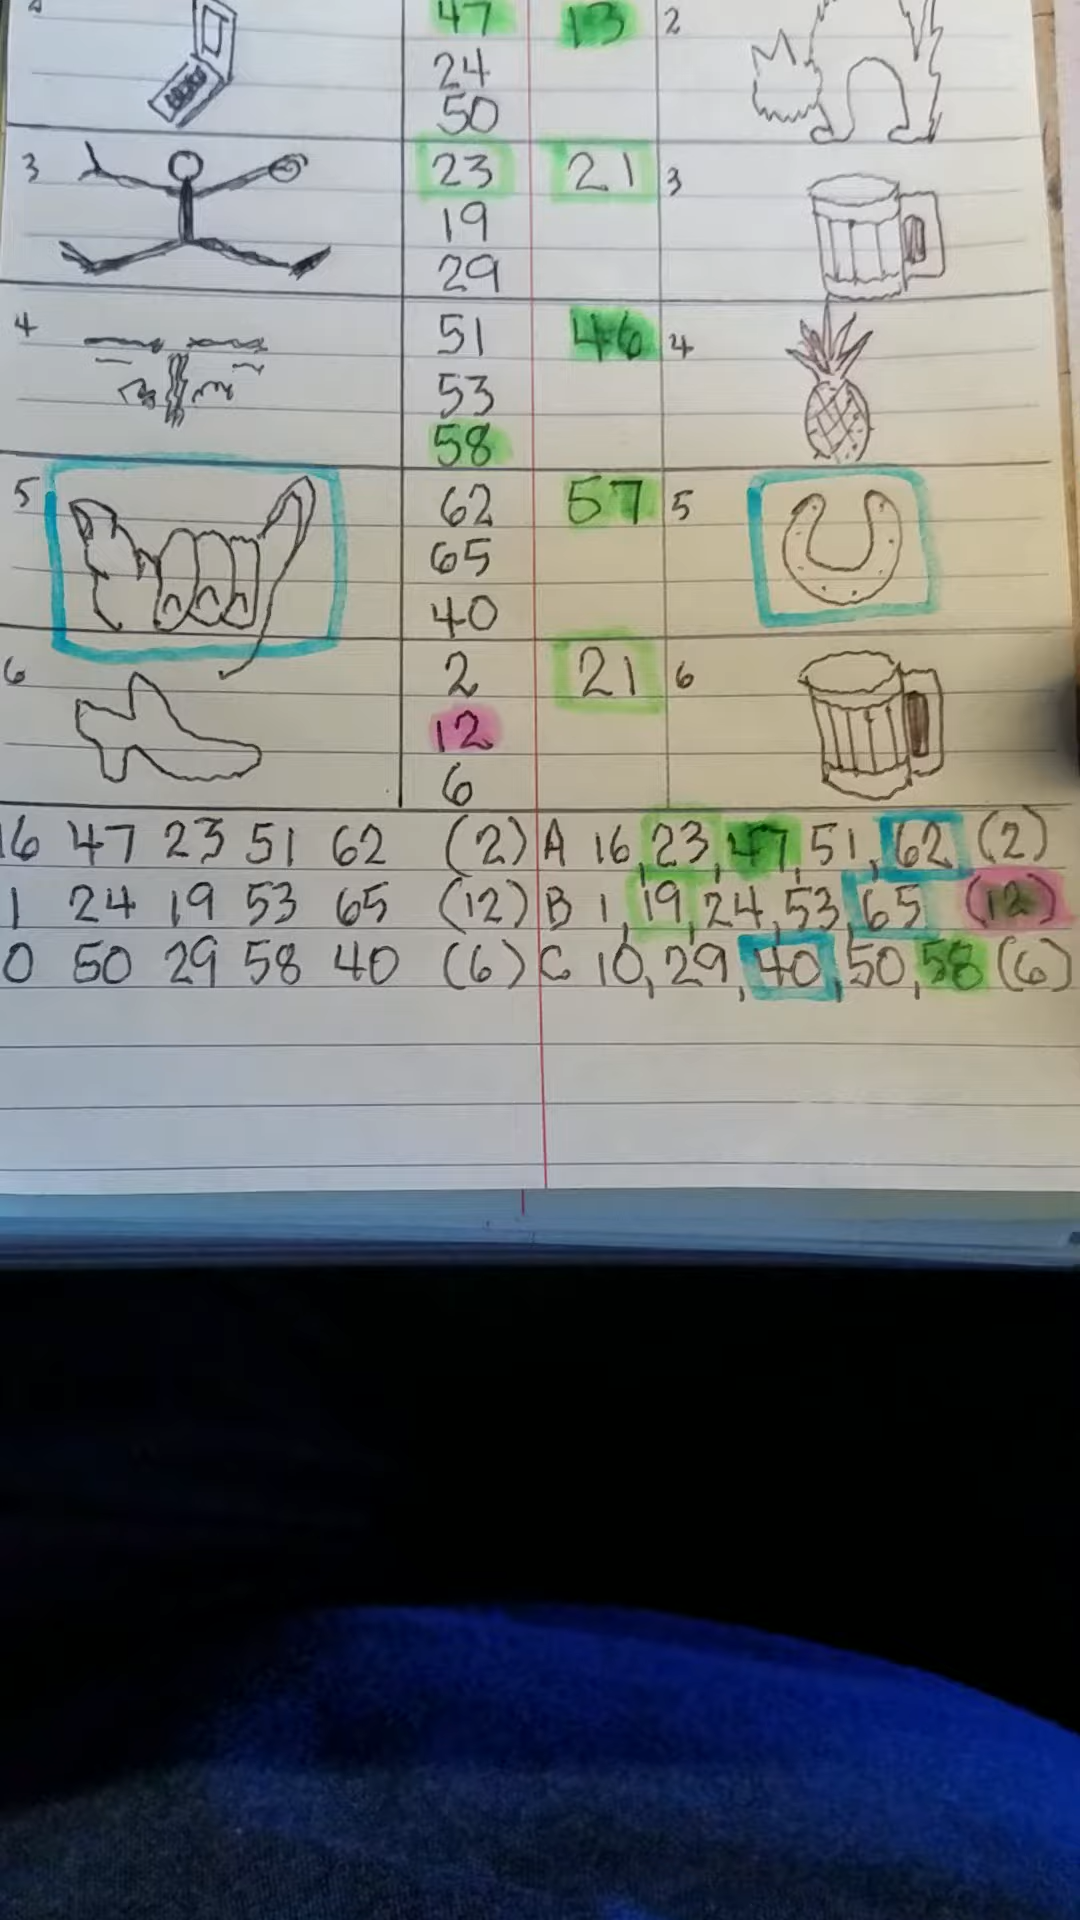 47 13 2
24
50
3 23 21 3
19
29
4 51 46 4
53
58
5 62 57 5
65
40
6 2 21 6
12
6
16 47 23 51 62 (2) A 16, 23, 47, 51, 62 (2)
1 24 19 53 65 (12) B 1, 19, 24, 53, 65 (12)
0 50 29 58 40 (6) C 10, 29, 40, 50, 58 (6)